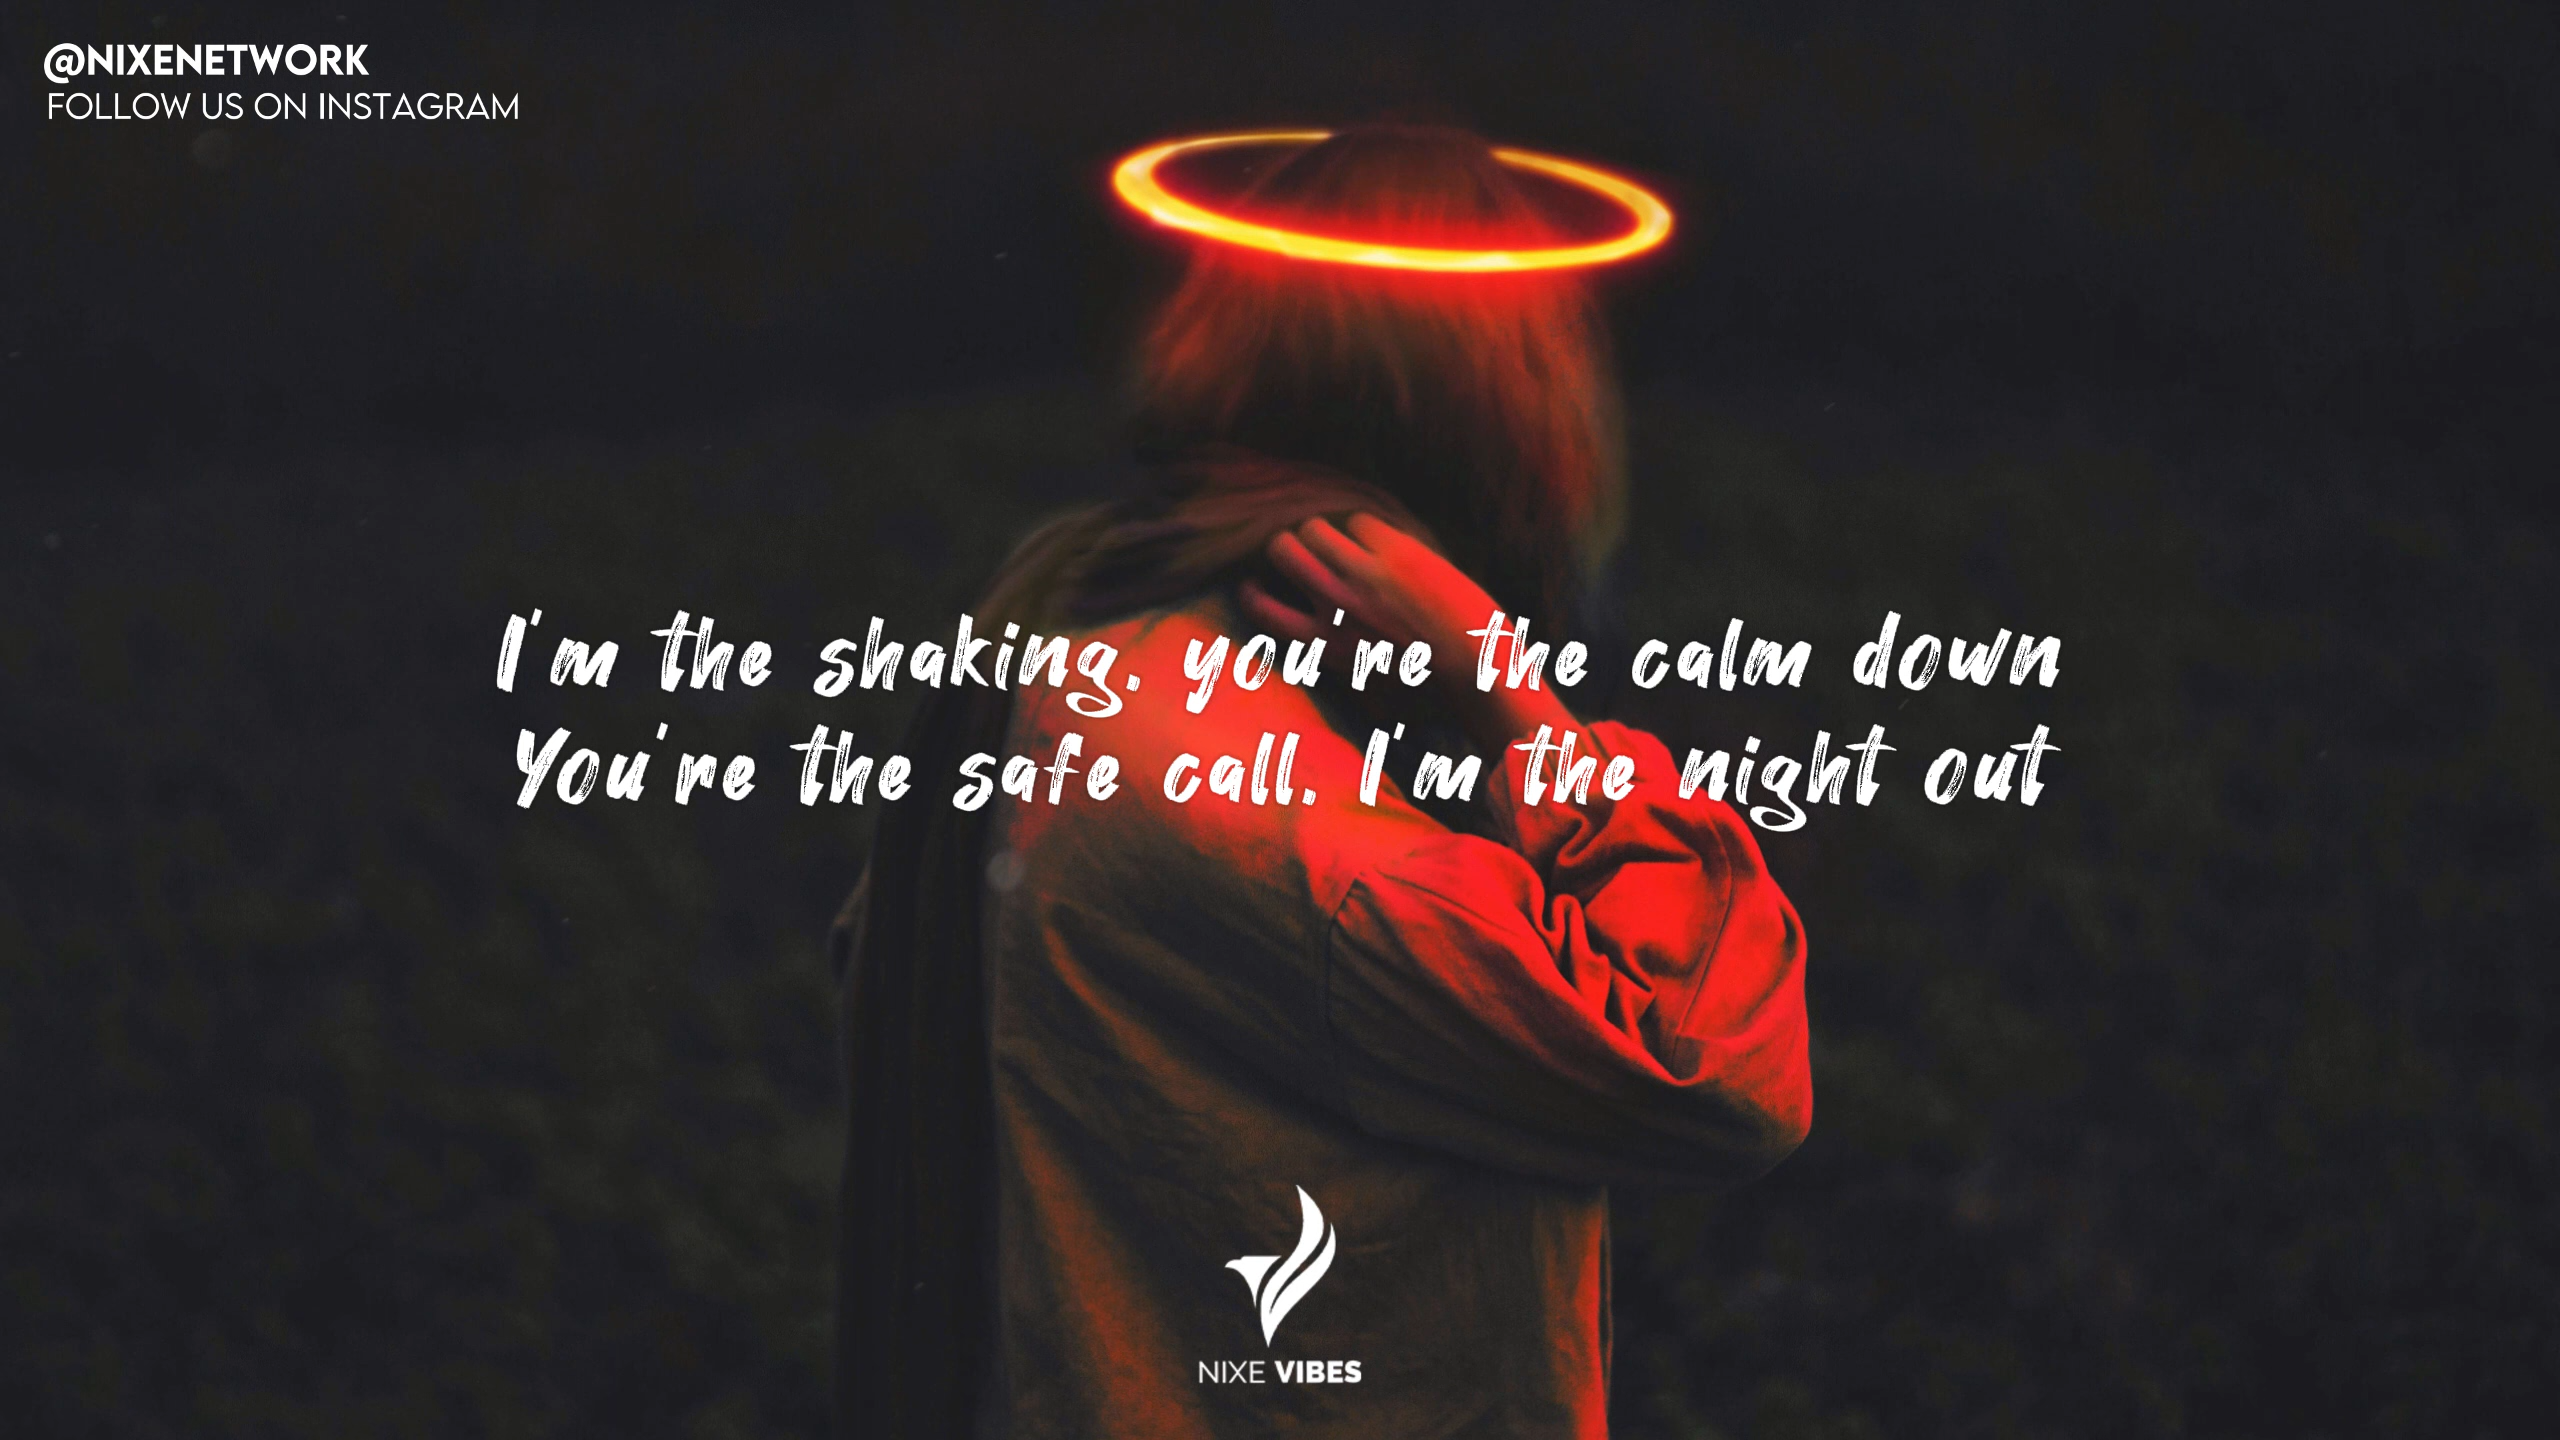 @NIXENETWORK
FOLLOW US ON INSTAGRAM
I'm the shaking, you're the calm down
You're the safe call, I'm the night out
NIXE VIBES